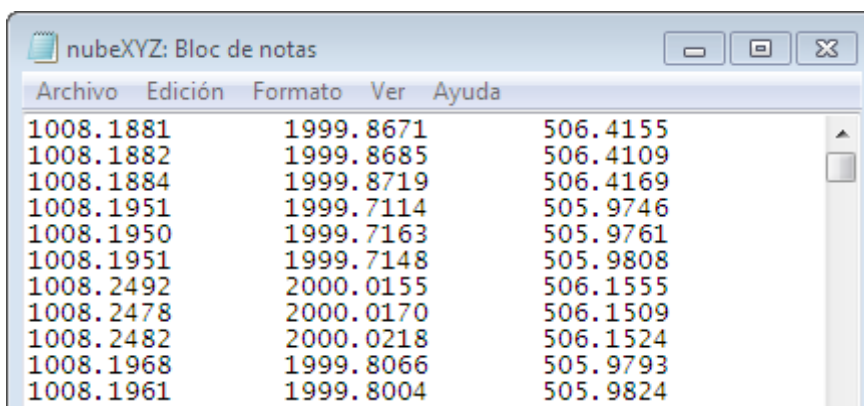 nubeXYZ: Bloc de notas
Archivo Edición Formato Ver Ayuda
1008.1881 1999.8671 506.4155
1008.1882 1999.8685 506.4109
1008.1884 1999.8719 506.4169
1008.1951 1999.7114 505.9746
1008.1950 1999.7163 505.9761
1008.1951 1999.7148 505.9808
1008.2492 2000.0155 506.1555
1008.2478 2000.0170 506.1509
1008.2482 2000.0218 506.1524
1008.1968 1999.8066 505.9793
1008.1961 1999.8004 505.9824